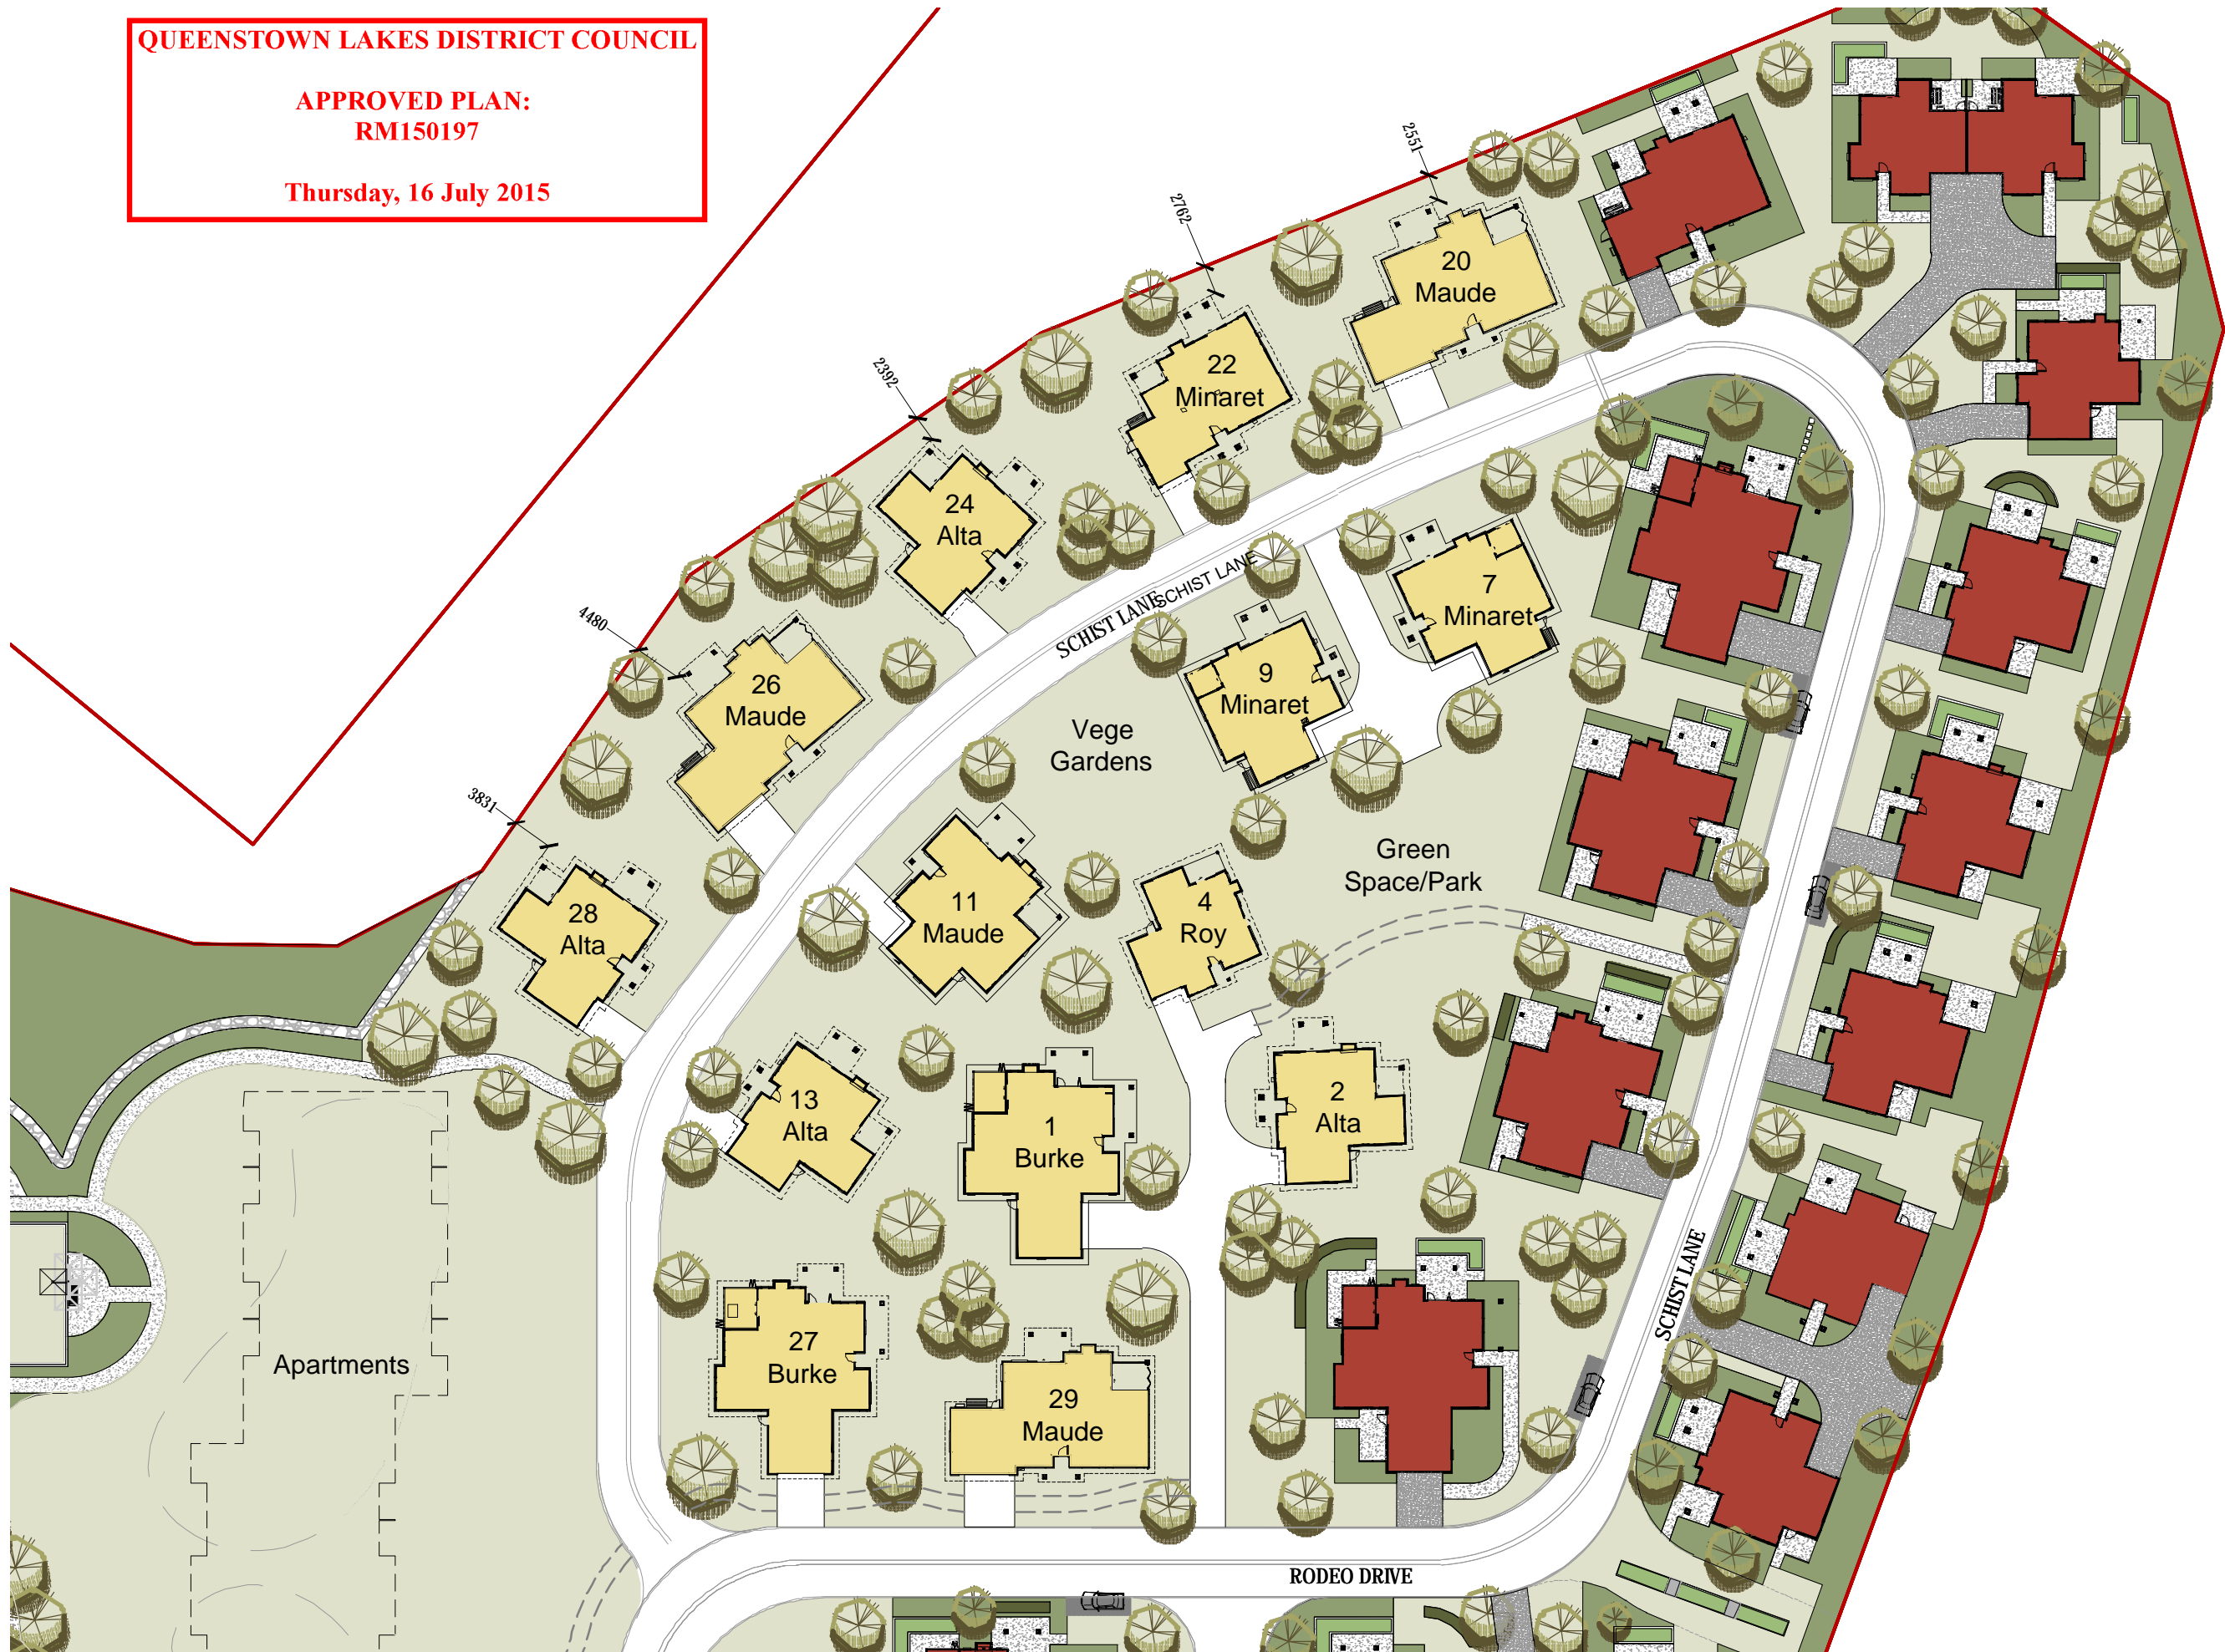 QUEENSTOWN LAKES DISTRICT COUNCIL
APPROVED PLAN:
RM150197
Thursday, 16 July 2015
2551
2762
20
Maude
22
Minaret
2392
24
Alta
SCHIST LANE
SCHIST LANE
7
Minaret
4480
26
Maude
9
Minaret
Vege
Gardens
3831
Green
Space/Park
28
Alta
11
Maude
4
Roy
13
Alta
1
Burke
2
Alta
SCHIST LANE
Apartments
27
Burke
29
Maude
RODEO DRIVE